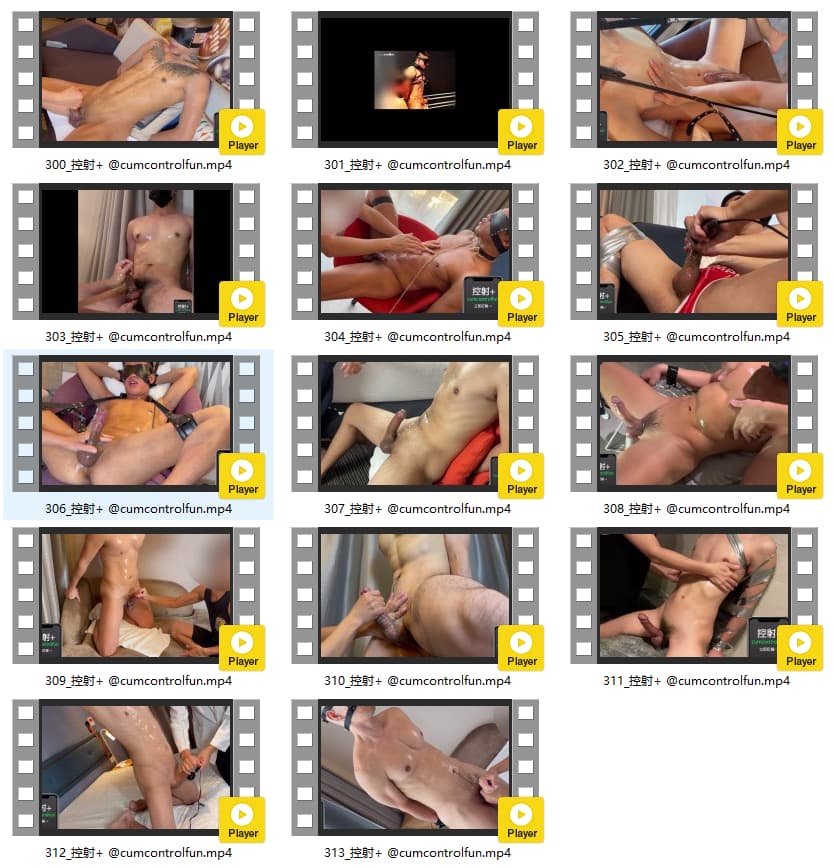 Player Player Player
300_控射+ @cumcontrolfun.mp4 301_控射+ @cumcontrolfun.mp4 302_控射+ @cumcontrolfun.mp4
控射+
Player Player Player
303_控射+ @cumcontrolfun.mp4 304_控射+ @cumcontrolfun.mp4 305_控射+ @cumcontrolfun.mp4
Player Player Player
306_控射+ @cumcontrolfun.mp4 307_控射+ @cumcontrolfun.mp4 308_控射+ @cumcontrolfun.mp4
射+ 控射
Player Player Player
309_控射+ @cumcontrolfun.mp4 310_控射+ @cumcontrolfun.mp4 311_控射+ @cumcontrolfun.mp4
Player Player
312_控射+ @cumcontrolfun.mp4 313_控射+ @cumcontrolfun.mp4